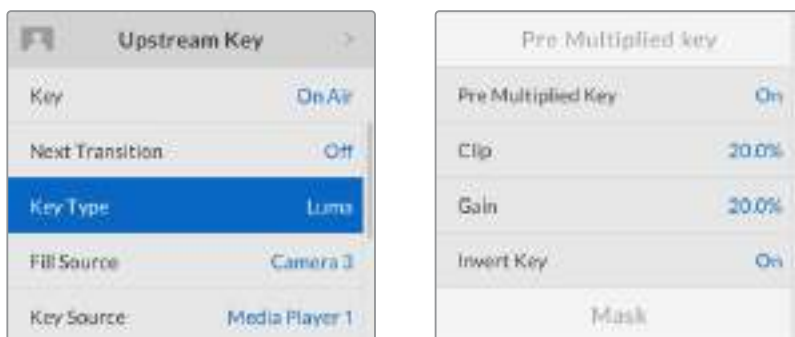 Upstream Key >
Key On Air
Next Transition Off
Key Type Luma
Fill Source Camera 3
Key Source Media Player 1
Pre Multiplied key
Pre Multiplied Key On
Clip 20.0%
Gain 20.0%
Invert Key On
Mask